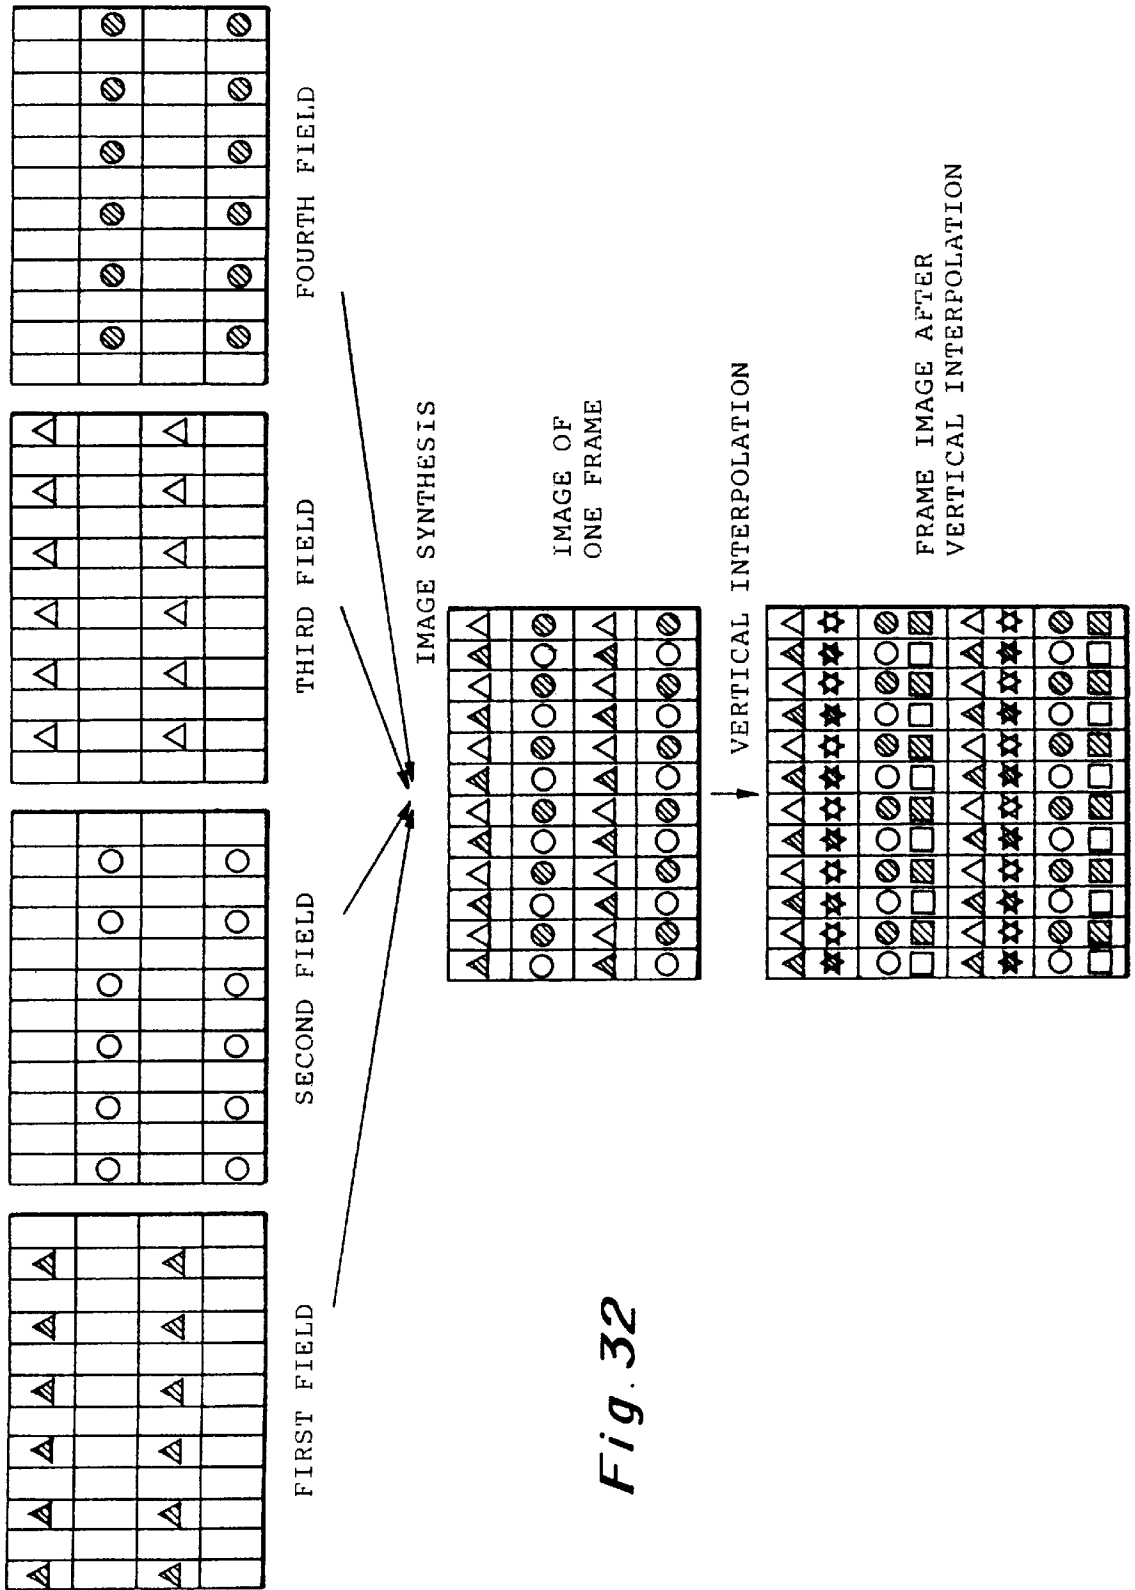 FIRST FIELD
SECOND FIELD
THIRD FIELD
FOURTH FIELD
IMAGE SYNTHESIS
IMAGE OF
ONE FRAME
VERTICAL INTERPOLATION
FRAME IMAGE AFTER
VERTICAL INTERPOLATION
Fig. 32